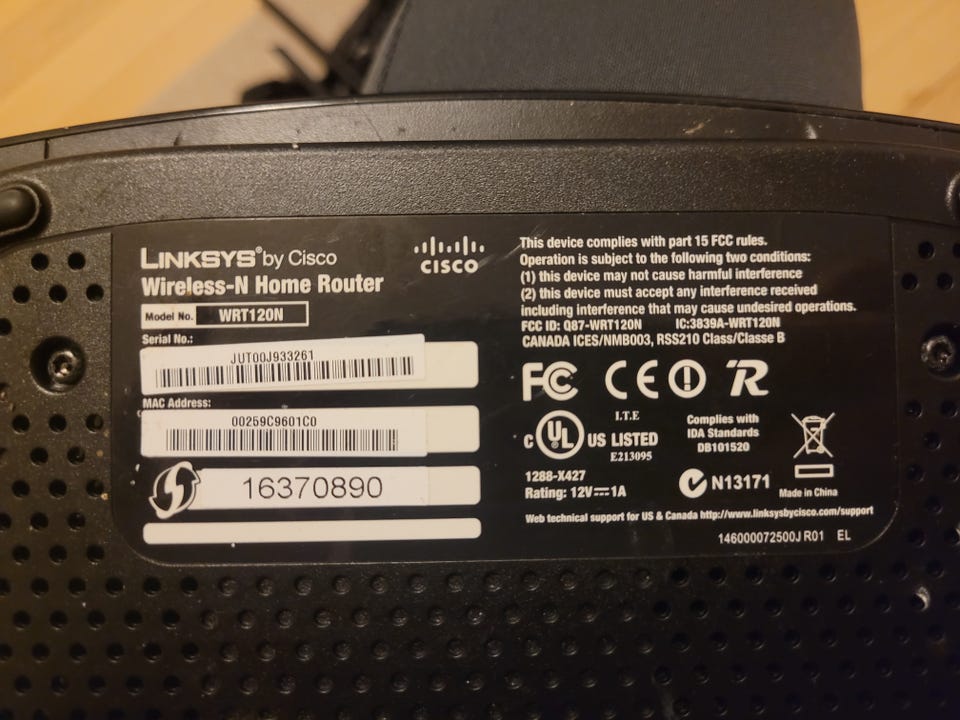 LINKSYS® by Cisco
CISCO
Wireless-N Home Router
Model No. WRT120N
Serial No.:
JUT00J933261
MAC Address:
00259C9601C0
16370890
This device complies with part 15 FCC rules.
Operation is subject to the following two conditions:
(1) this device may not cause harmful interference
(2) this device must accept any interference received
including interference that may cause undesired operations.
FCC ID: Q87-WRT120N IC:3839A-WRT120N
CANADA ICES/NMB003, RSS210 Class/Classe B
FC CE R
I.T.E
C UL US LISTED
E213095
Complies with
IDA Standards
DB101520
1288-X427
Rating: 12V⎓1A
N13171
Made in China
Web technical support for US & Canada http://www.linksysbycisco.com/support
146000072500J R01 EL